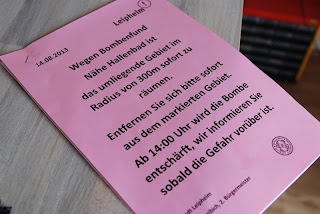 Leipheim
14.08.2013
Wegen Bombenfund
Nähe Hallenbad ist
das umliegende Gebiet im
Radius von 300m sofort zu
räumen.
Entfernen Sie sich bitte sofort
aus dem markierten Gebiet.
Ab 14:00 Uhr wird die Bombe
entschärft, wir informieren Sie
sobald die Gefahr vorüber ist.
Leipheim
2. Bürgermeister